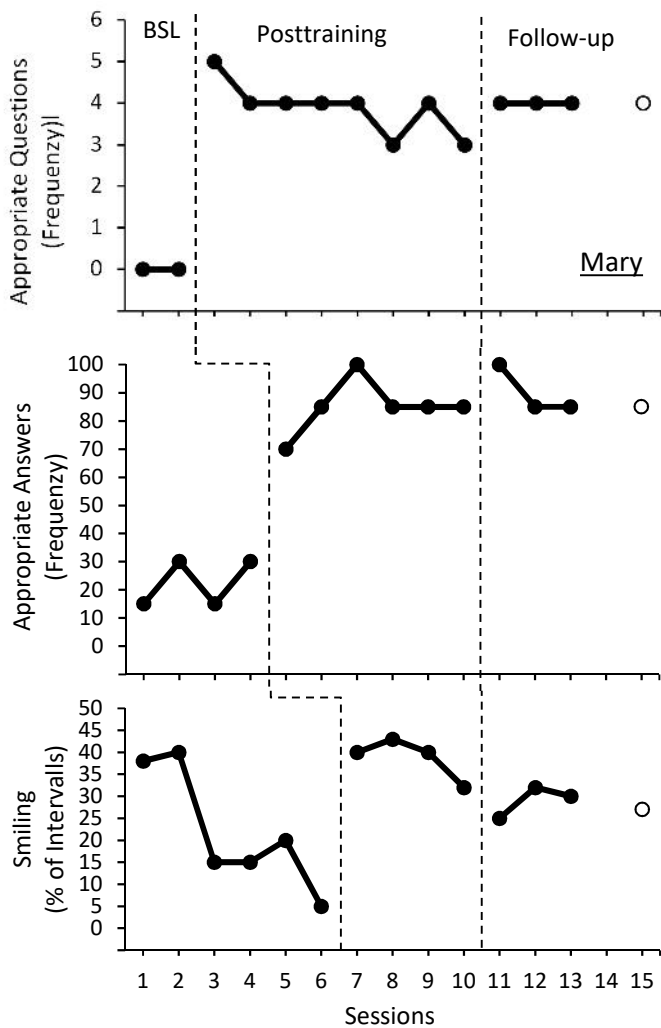 BSL Posttraining Follow-up
Appropriate Questions
(Frequenzy)l
6
5
4
3
2
1
0
Mary
Appropriate Answers
(Frequenzy)
100
90
80
70
60
50
40
30
20
10
0
Smiling
(% of Intervalls)
50
45
40
35
30
25
20
15
10
5
0
1 2 3 4 5 6 7 8 9 10 11 12 13 14 15
Sessions